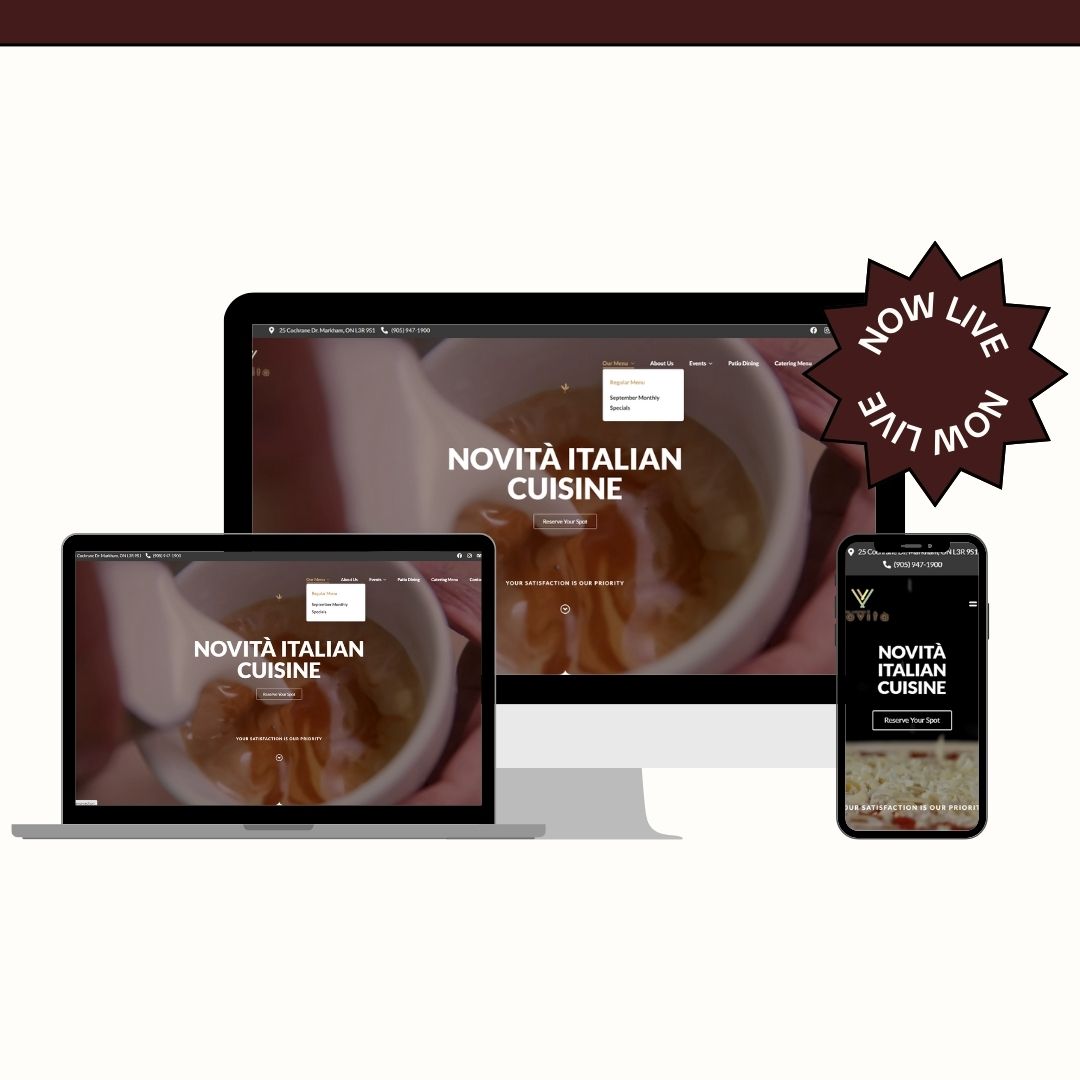 NOW LIVE
NOW LIVE
25 Cochrane Dr. Markham, ON L3R 9S1 (905) 947-1900
Our Menu About Us Events Patio Dining Catering Menu
Regular Menu
September Monthly
Specials
NOVITÀ ITALIAN
CUISINE
Reserve Your Spot
YOUR SATISFACTION IS OUR PRIORITY
Cochrane Dr. Markham, ON L3R 9S1 (905) 947-1900
Our Menu About Us Events Patio Dining Catering Menu Conta
Regular Menu
September Monthly
Specials
NOVITÀ ITALIAN
CUISINE
Reserve Your Spot
YOUR SATISFACTION IS OUR PRIORITY
25 Cochrane Dr. Markham, ON L3R 9S1
(905) 947-1900
ovita
NOVITÀ
ITALIAN
CUISINE
Reserve Your Spot
OUR SATISFACTION IS OUR PRIORIT